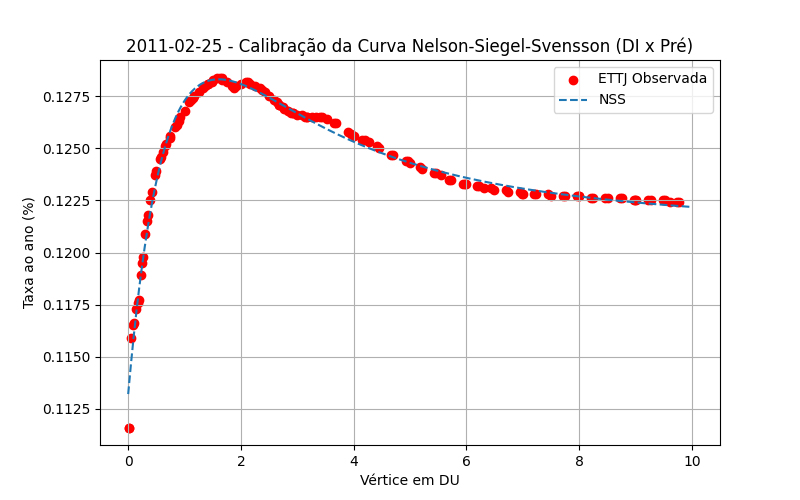 2011-02-25 - Calibração da Curva Nelson-Siegel-Svensson (DI x Pré)
ETTJ Observada
NSS
Taxa ao ano (%)
0.1275
0.1250
0.1225
0.1200
0.1175
0.1150
0.1125
0 2 4 6 8 10
Vértice em DU